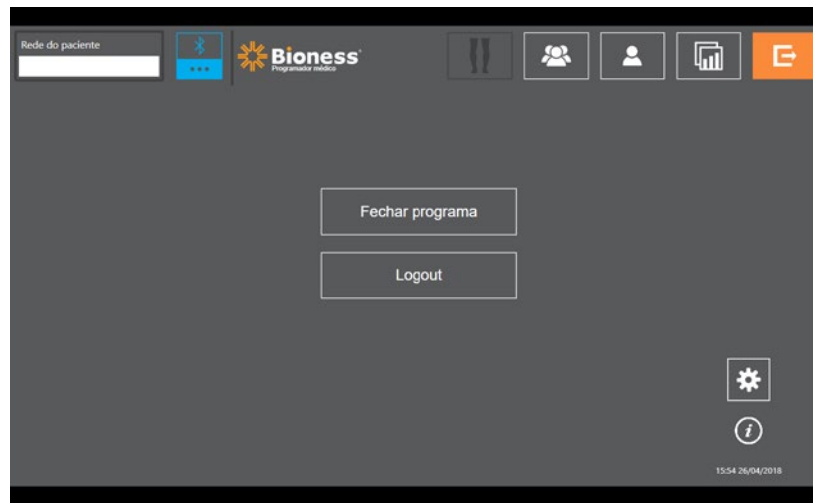 Rede do paciente
Bioness
Programador médico
Fechar programa
Logout
i
15:54 26/04/2018